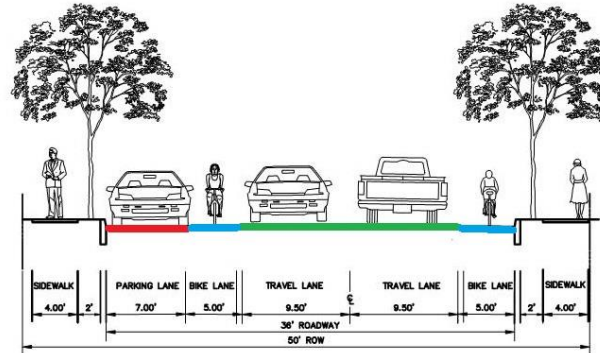 SIDEWALK PARKING LANE BIKE LANE TRAVEL LANE TRAVEL LANE BIKE LANE SIDEWALK
4.00' 2' 7.00' 5.00' 9.50' ℄ 9.50' 5.00' 2' 4.00'
36' ROADWAY
50' ROW